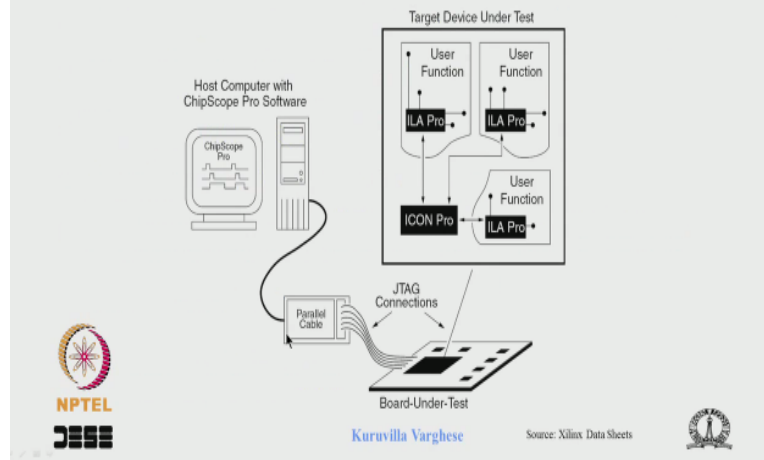 Target Device Under Test
User
Function
User
Function
ILA Pro
ILA Pro
User
Function
ICON Pro
ILA Pro
Host Computer with
ChipScope Pro Software
ChipScope
Pro
JTAG
Connections
Parallel
Cable
Board-Under-Test
NPTEL
DESE
Kuruvilla Varghese
Source: Xilinx Data Sheets